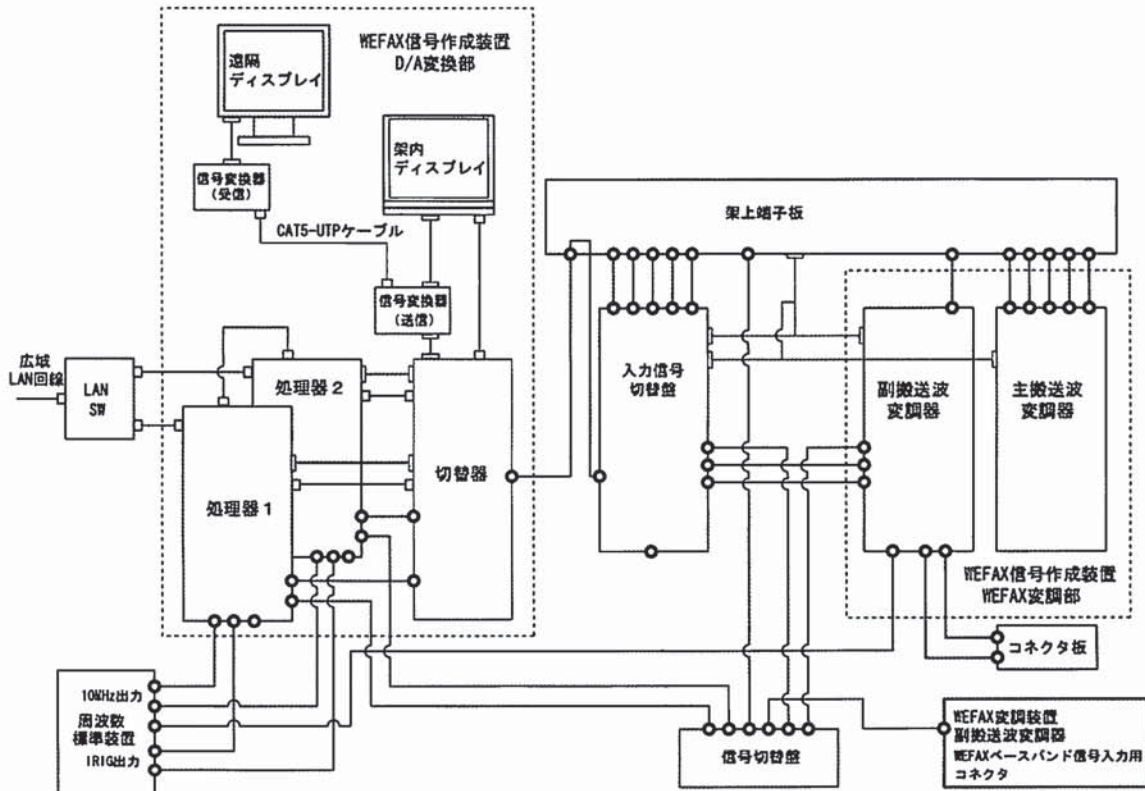 WEFAX信号作成装置
D/A変換部
遠隔
ディスプレイ
架内
ディスプレイ
信号変換器
(受信)
CAT5-UTPケーブル
信号変換器
(送信)
架上端子板
広域
LAN回線
LAN
SW
処理器2
処理器1
切替器
入力信号
切替盤
副搬送波
変調器
主搬送波
変調器
WEFAX信号作成装置
WEFAX変調部
コネクタ板
10MHz出力
周波数
標準装置
IRIG出力
信号切替盤
WEFAX変調装置
副搬送波変調器
WEFAXベースバンド信号入力用
コネクタ